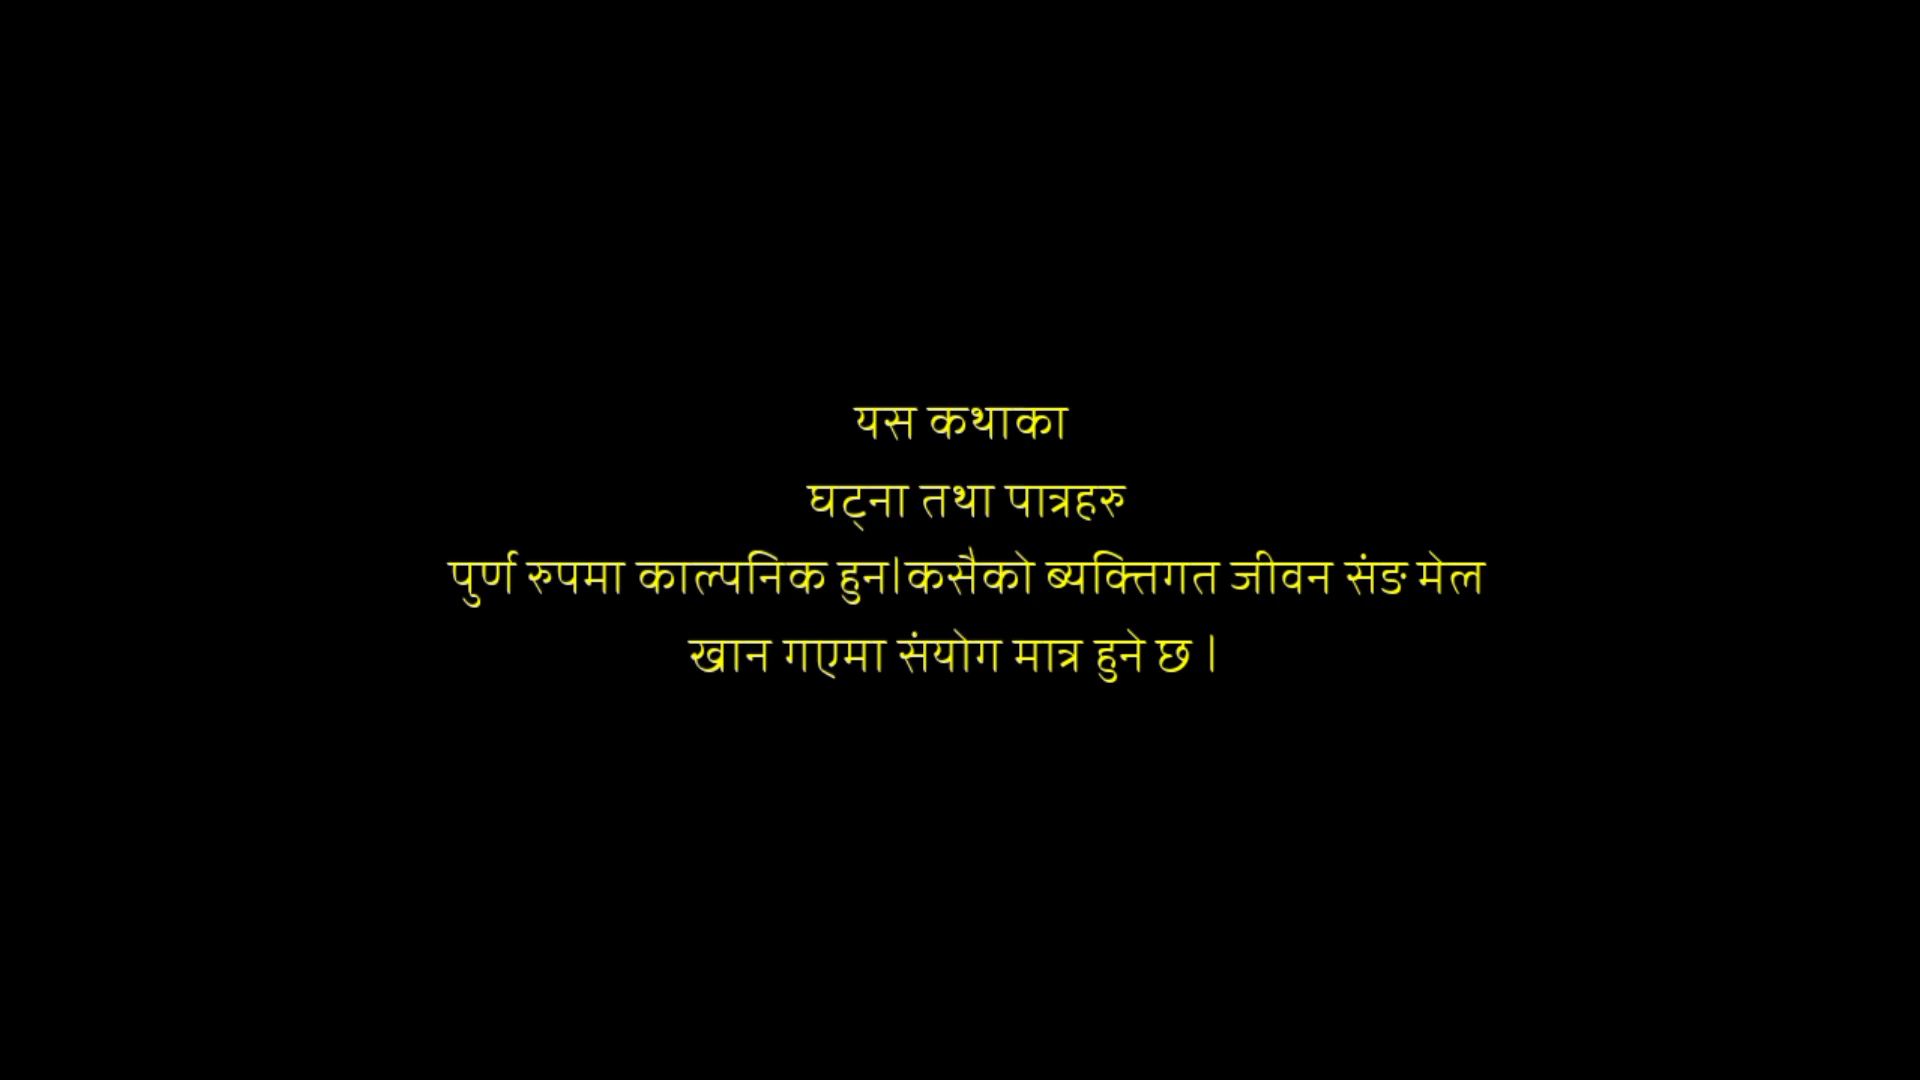 यस कथाका
घट्ना तथा पात्रहरु
पुर्ण रुपमा काल्पनिक हुन।कसैको ब्यक्तिगत जीवन संङ मेल
खान गएमा संयोग मात्र हुने छ ।